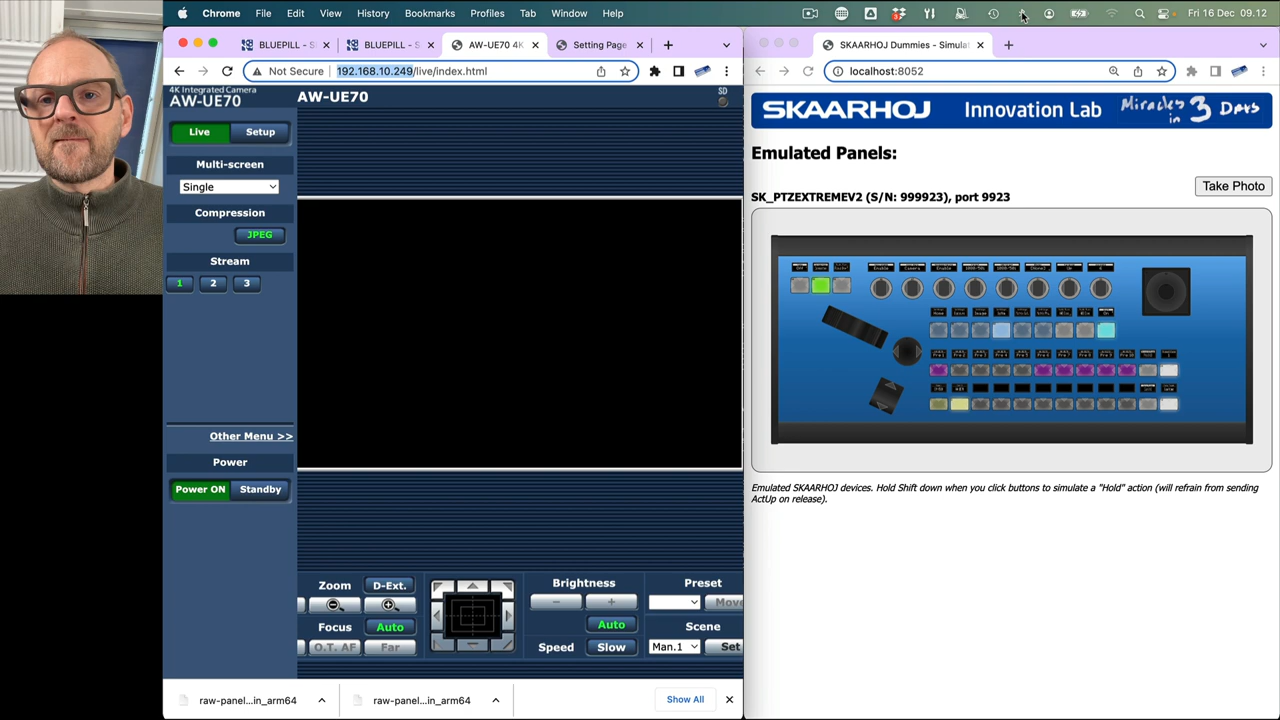 Chrome File Edit View History Bookmarks Profiles Tab Window Help
Fri 16 Dec 09.12
BLUEPILL - S
BLUEPILL - S
AW-UE70 4K
Setting Page
SKAARHOJ Dummies - Simula
Not Secure
192.168.10.249/live/index.html
localhost:8052
4K Integrated Camera
AW-UE70
AW-UE70
SD
SKAARHOJ Innovation Lab Miracles in 3 Days
Live Setup
Emulated Panels:
Multi-screen
Single
Take Photo
SK_PTZEXTREMEV2 (S/N: 999923), port 9923
Compression
JPEG
Stream
1 2 3
Other Menu >>
Power
Power ON Standby
Emulated SKAARHOJ devices. Hold Shift down when you click buttons to simulate a "Hold" action (will refrain from sending
ActUp on release).
Zoom D-Ext.
Brightness
Preset
Move
Focus Auto
Auto
Scene
O.T. AF Far
Speed Slow
Man.1 Set
raw-panel...in_arm64
raw-panel...in_arm64
Show All